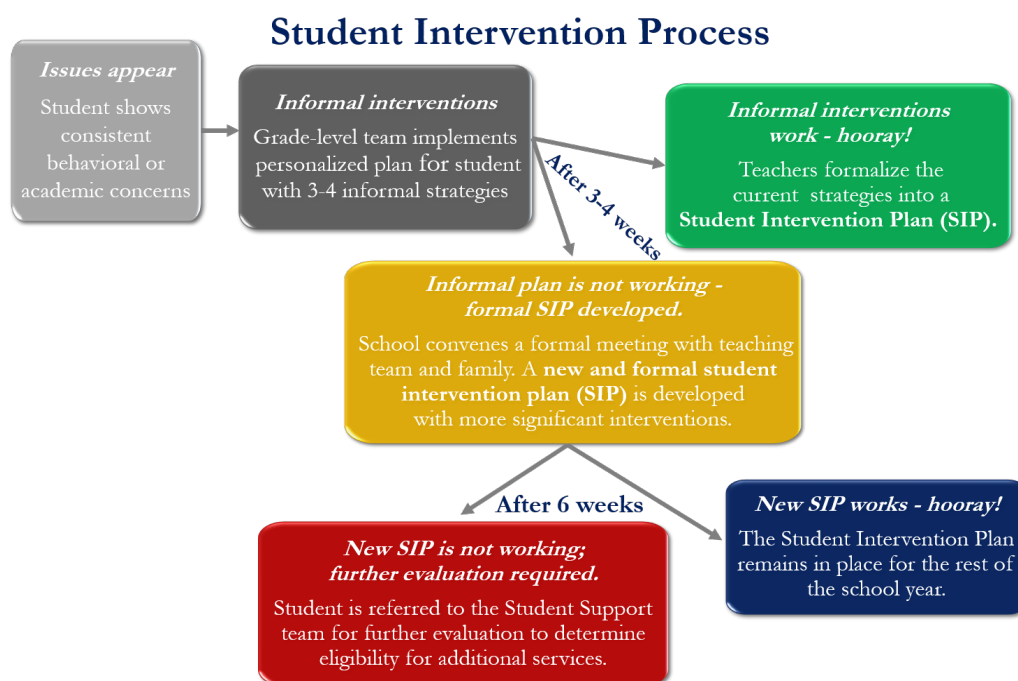 Student Intervention Process
Issues appear
Student shows
consistent
behavioral or
academic concerns
Informal interventions
Grade-level team implements
personalized plan for student
with 3-4 informal strategies
Informal interventions
work - hooray!
Teachers formalize the
current strategies into a
Student Intervention Plan (SIP).
After 3-4 weeks
Informal plan is not working -
formal SIP developed.
School convenes a formal meeting with teaching
team and family. A new and formal student
intervention plan (SIP) is developed
with more significant interventions.
After 6 weeks
New SIP is not working;
further evaluation required.
Student is referred to the Student Support
team for further evaluation to determine
eligibility for additional services.
New SIP works - hooray!
The Student Intervention Plan
remains in place for the rest of
the school year.